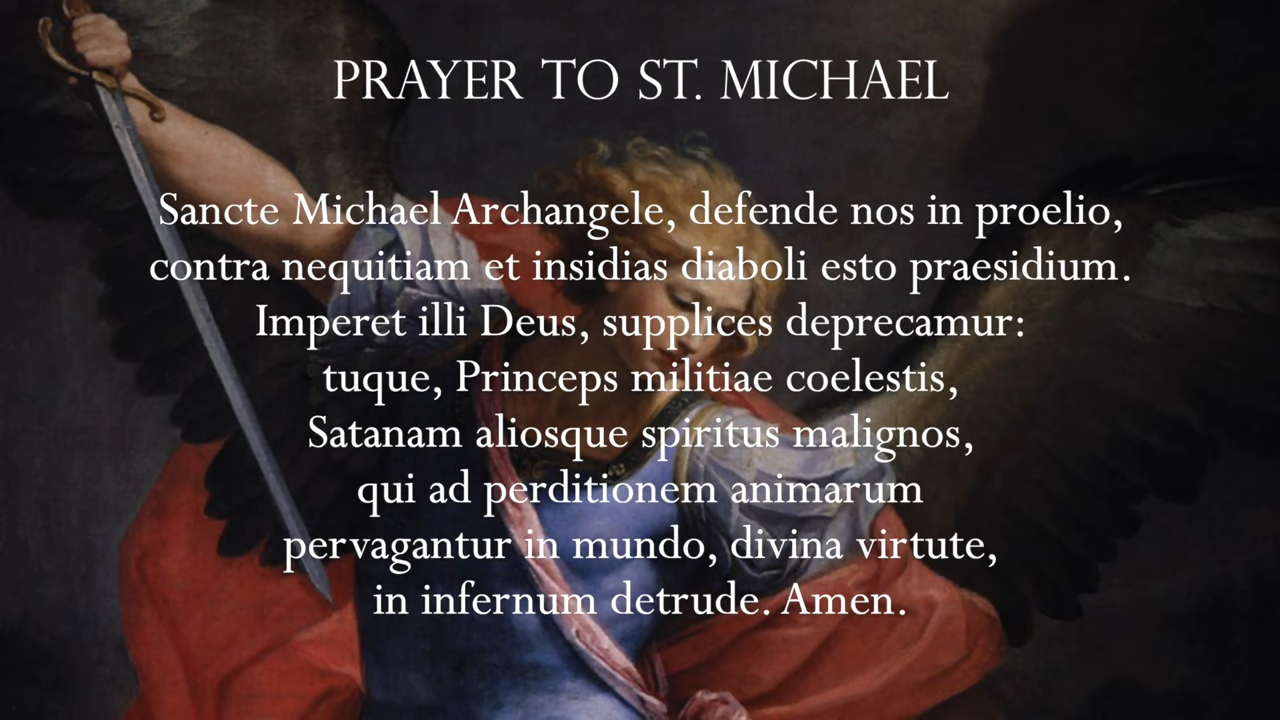 PRAYER TO ST. MICHAEL
Sancte Michael Archangele, defende nos in proelio,
contra nequitiam et insidias diaboli esto praesidium.
Imperet illi Deus, supplices deprecamur:
tuque, Princeps militiae coelestis,
Satanam aliosque spiritus malignos,
qui ad perditionem animarum
pervagantur in mundo, divina virtute,
in infernum detrude. Amen.